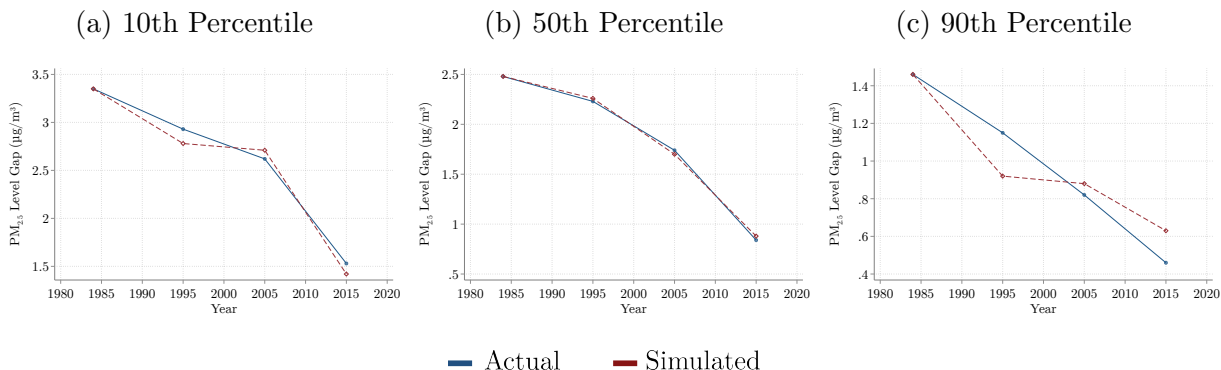 (a) 10th Percentile
PM2.5 Level Gap (µg/m³)
3.5
3
2.5
2
1.5
1980 1985 1990 1995 2000 2005 2010 2015 2020
Year
(b) 50th Percentile
PM2.5 Level Gap (µg/m³)
2.5
2
1.5
1
.5
1980 1985 1990 1995 2000 2005 2010 2015 2020
Year
(c) 90th Percentile
PM2.5 Level Gap (µg/m³)
1.4
1.2
1
.8
.6
.4
1980 1985 1990 1995 2000 2005 2010 2015 2020
Year
Actual Simulated